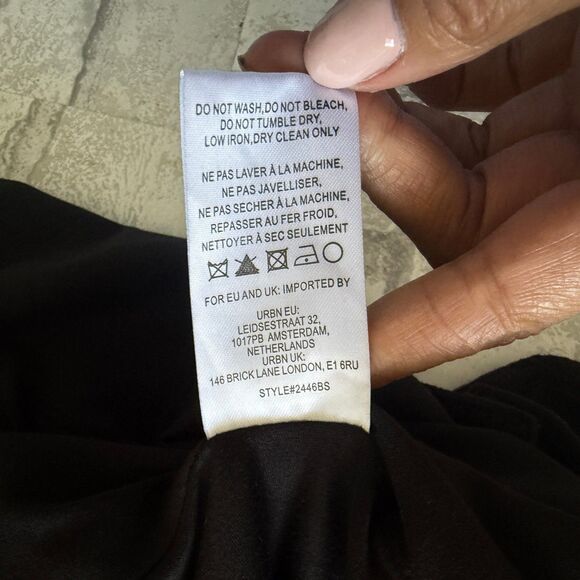 DO NOT WASH,DO NOT BLEACH,
DO NOT TUMBLE DRY,
LOW IRON,DRY CLEAN ONLY
NE PAS LAVER À LA MACHINE,
NE PAS JAVELLISER,
NE PAS SECHER À LA MACHINE,
REPASSER AU FER FROID,
NETTOYER À SEC SEULEMENT
FOR EU AND UK: IMPORTED BY
URBN EU:
LEIDSESTRAAT 32,
1017PB AMSTERDAM,
NETHERLANDS
URBN UK:
146 BRICK LANE LONDON, E1 6RU
STYLE#2446BS